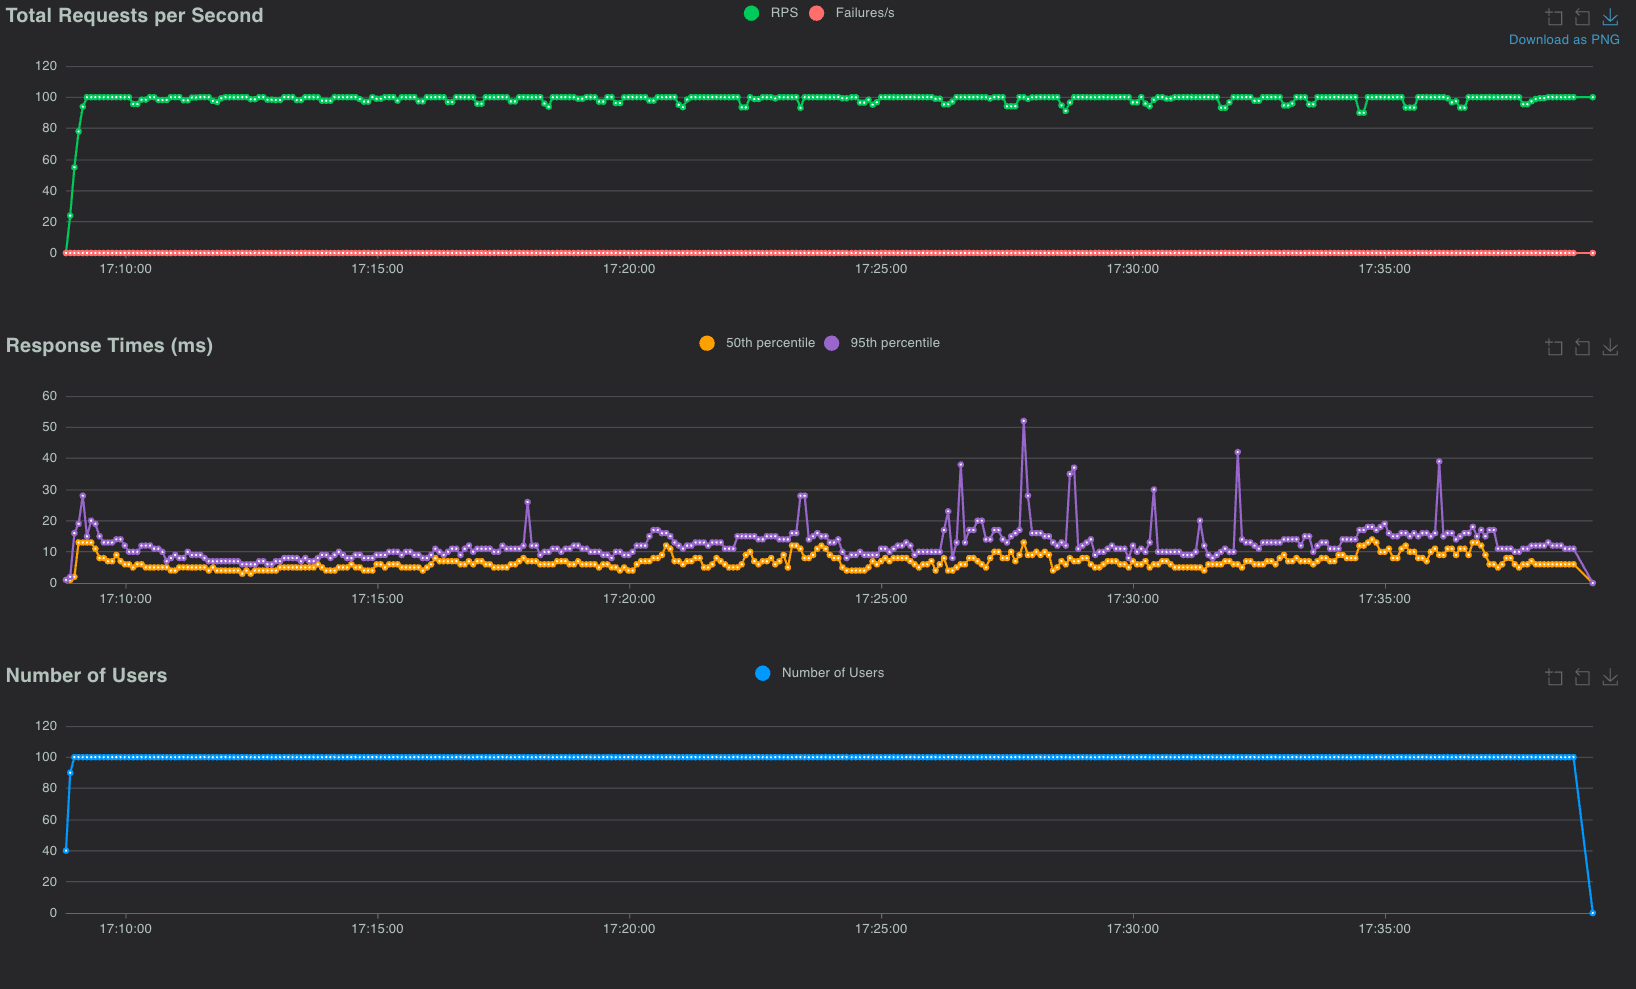 Total Requests per Second
RPS Failures/s
Download as PNG
120
100
80
60
40
20
0
17:10:00 17:15:00 17:20:00 17:25:00 17:30:00 17:35:00
Response Times (ms)
50th percentile 95th percentile
60
50
40
30
20
10
0
17:10:00 17:15:00 17:20:00 17:25:00 17:30:00 17:35:00
Number of Users
Number of Users
120
100
80
60
40
20
0
17:10:00 17:15:00 17:20:00 17:25:00 17:30:00 17:35:00